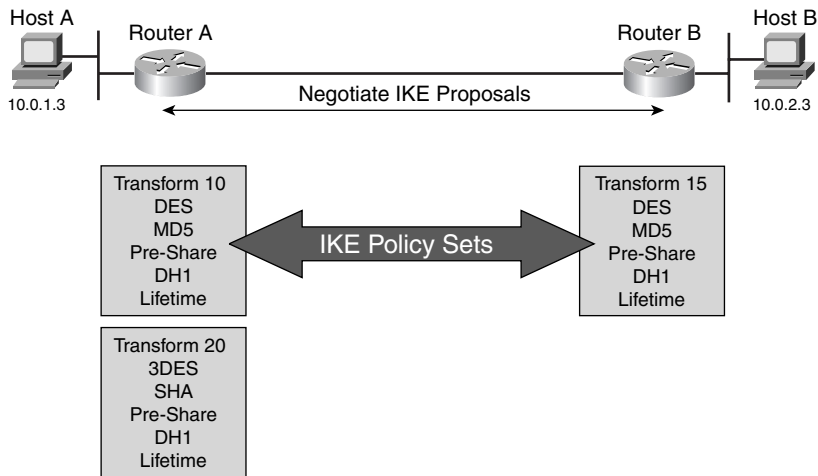 Host A
Router A
Router B
Host B
10.0.1.3
Negotiate IKE Proposals
10.0.2.3
Transform 10
DES
MD5
Pre-Share
DH1
Lifetime
IKE Policy Sets
Transform 15
DES
MD5
Pre-Share
DH1
Lifetime
Transform 20
3DES
SHA
Pre-Share
DH1
Lifetime